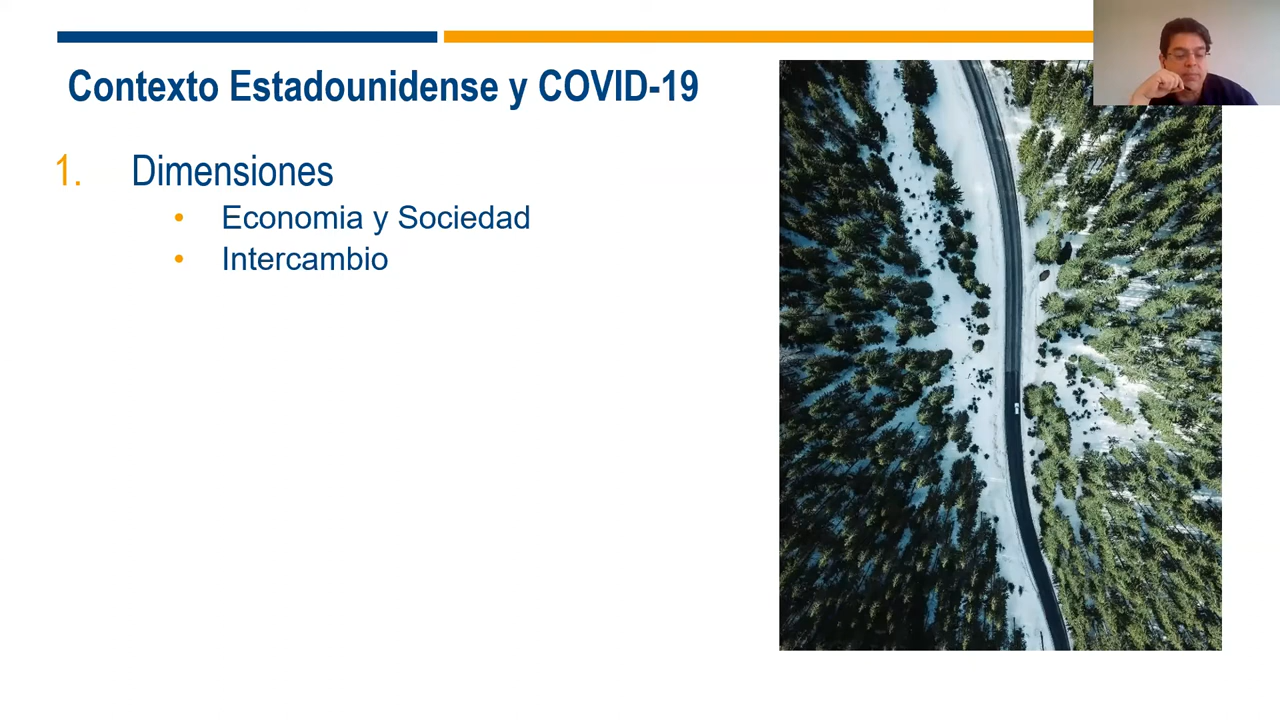 Contexto Estadounidense y COVID-19
1. Dimensiones
• Economia y Sociedad
• Intercambio